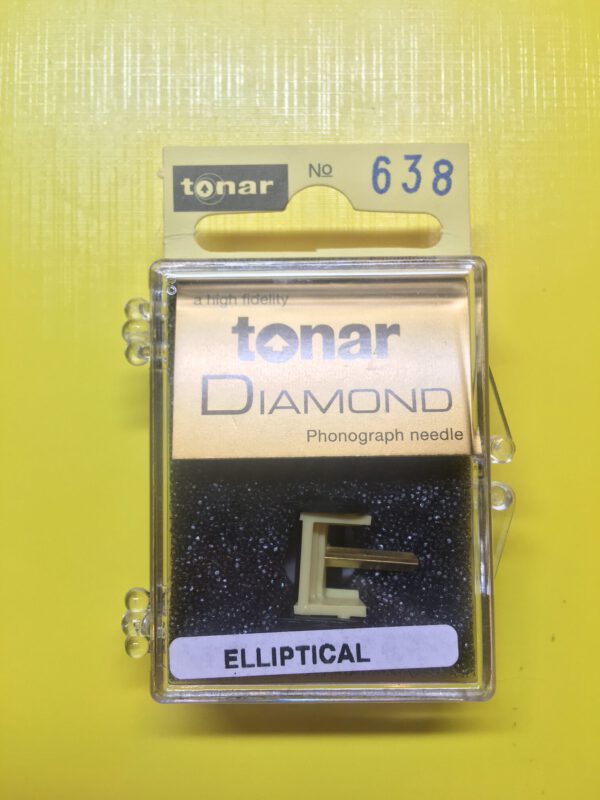 tonar No 638
a high fidelity
tonar
DIAMOND
Phonograph needle
ELLIPTICAL